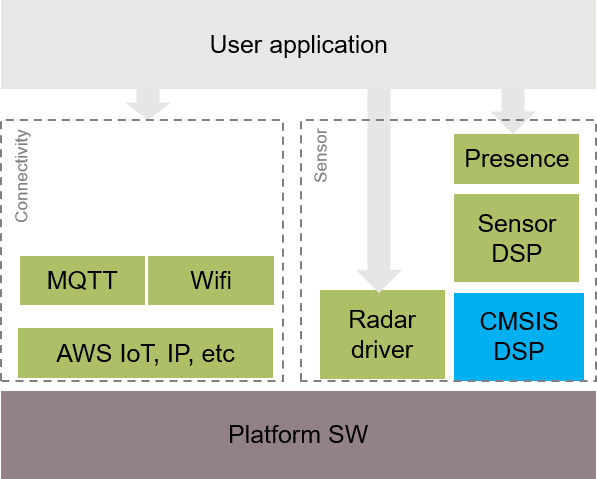 User application
Connectivity
MQTT
Wifi
AWS IoT, IP, etc
Sensor
Presence
Sensor
DSP
Radar
driver
CMSIS
DSP
Platform SW